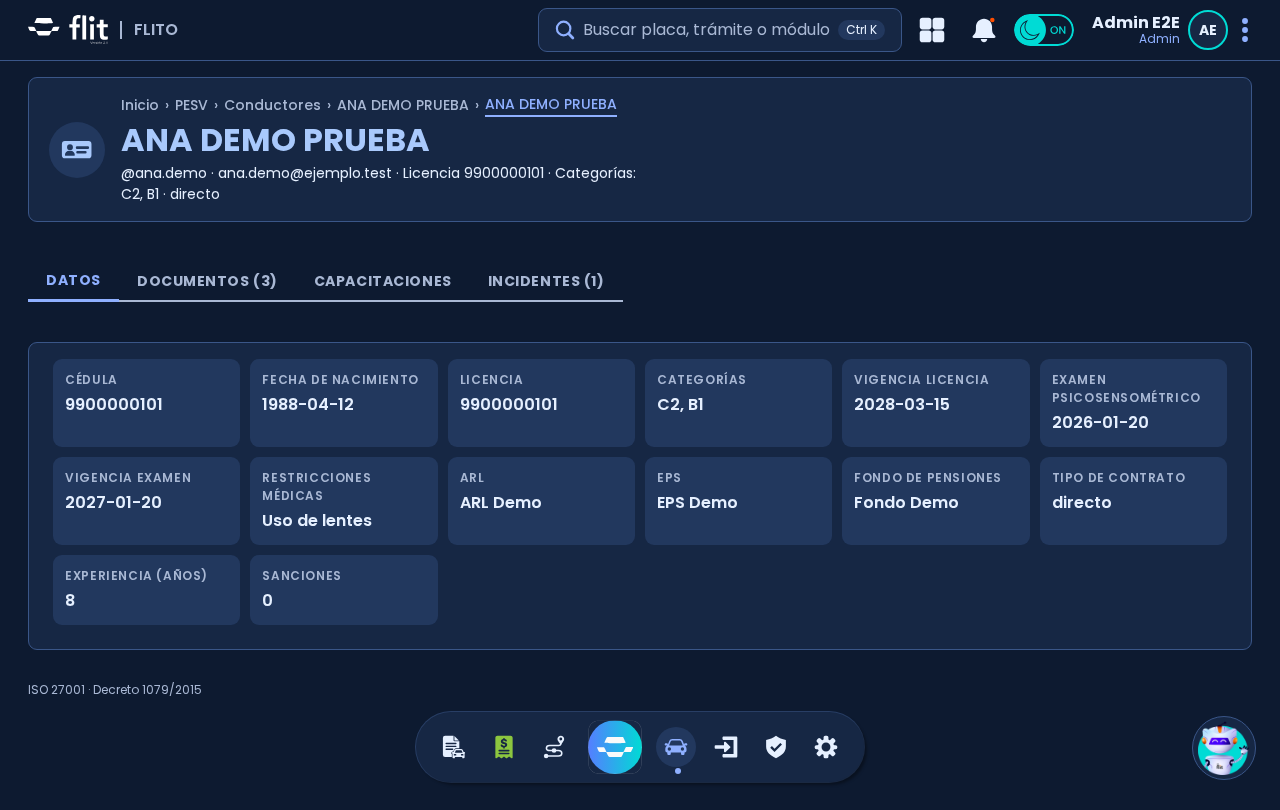 flit
FLITO
Buscar placa, trámite o módulo
Ctrl K
ON
Admin E2E
Admin
AE
Inicio › PESV › Conductores › ANA DEMO PRUEBA › ANA DEMO PRUEBA
ANA DEMO PRUEBA
@ana.demo · ana.demo@ejemplo.test · Licencia 9900000101 · Categorías:
C2, B1 · directo
DATOS
DOCUMENTOS (3)
CAPACITACIONES
INCIDENTES (1)
CÉDULA
9900000101
FECHA DE NACIMIENTO
1988-04-12
LICENCIA
9900000101
CATEGORÍAS
C2, B1
VIGENCIA LICENCIA
2028-03-15
EXAMEN
PSICOSENSOMÉTRICO
2026-01-20
VIGENCIA EXAMEN
2027-01-20
RESTRICCIONES
MÉDICAS
Uso de lentes
ARL
ARL Demo
EPS
EPS Demo
FONDO DE PENSIONES
Fondo Demo
TIPO DE CONTRATO
directo
EXPERIENCIA (AÑOS)
8
SANCIONES
0
ISO 27001 · Decreto 1079/2015